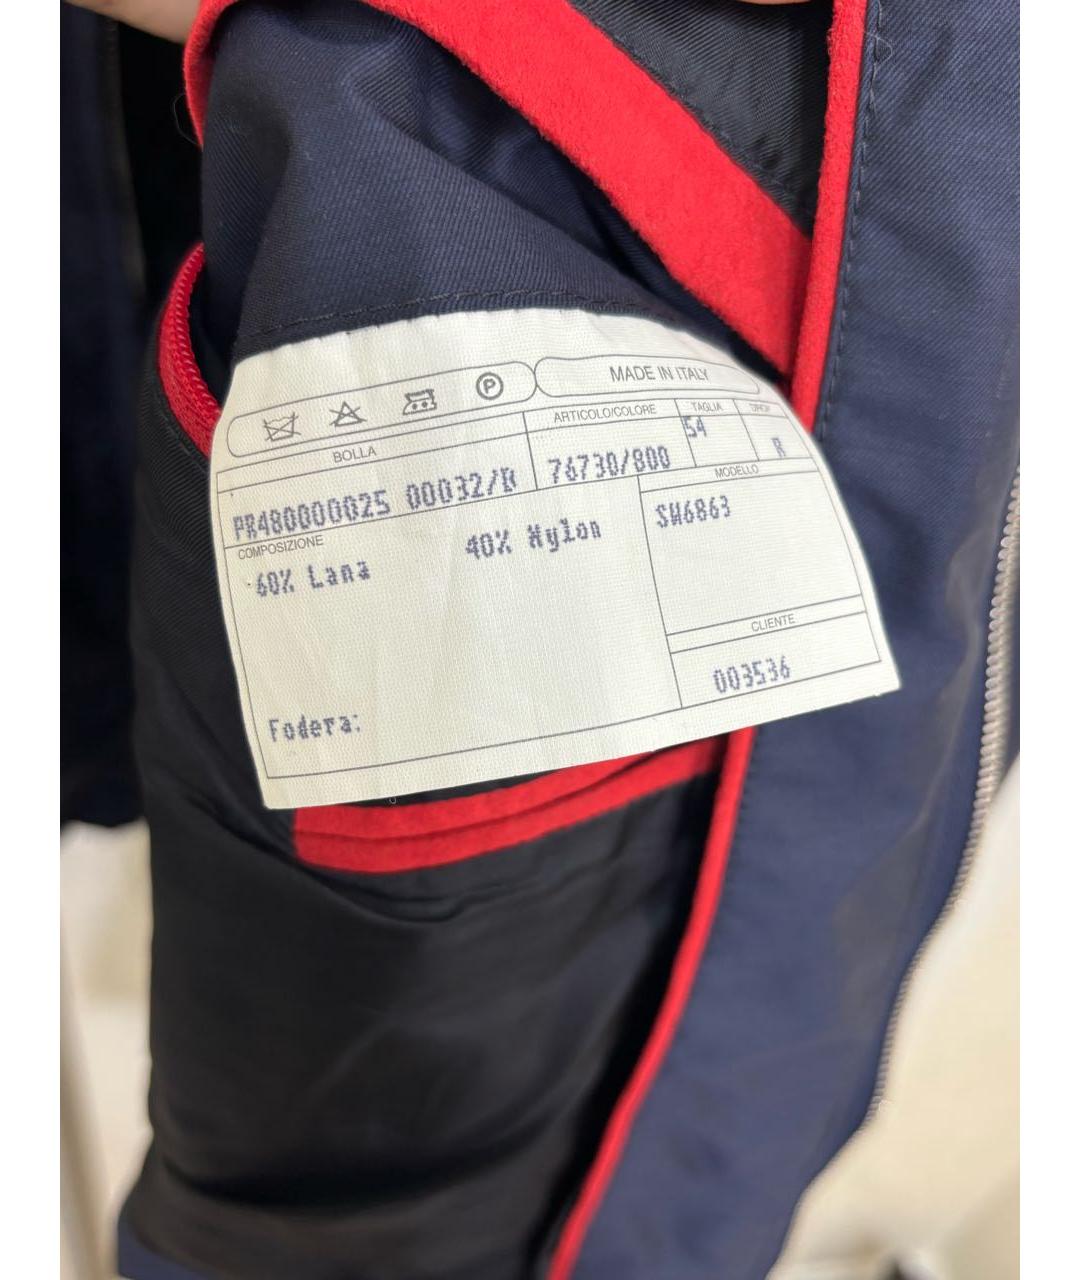 MADE IN ITALY
BOLLA
ARTICOLO/COLORE
TAGLIA
DROP
PR480000025 00032/R
76730/800
54
R
COMPOSIZIONE
MODELLO
60% Lana
40% Nylon
SW6863
CLIENTE
003536
Fodera: